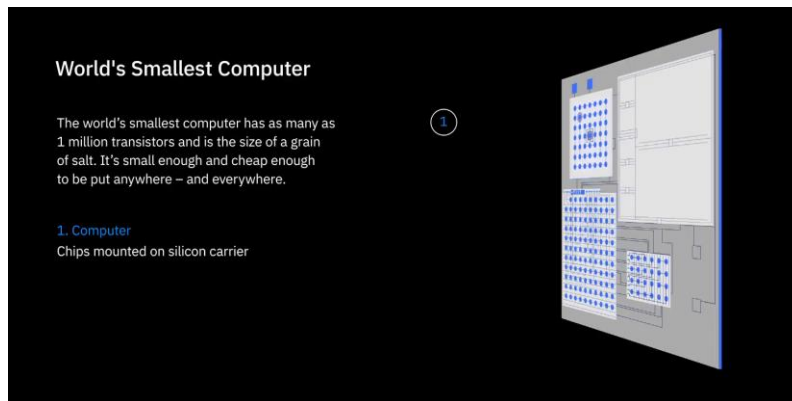 World's Smallest Computer
The world's smallest computer has as many as
1 million transistors and is the size of a grain
of salt. It's small enough and cheap enough
to be put anywhere – and everywhere.
1
1. Computer
Chips mounted on silicon carrier